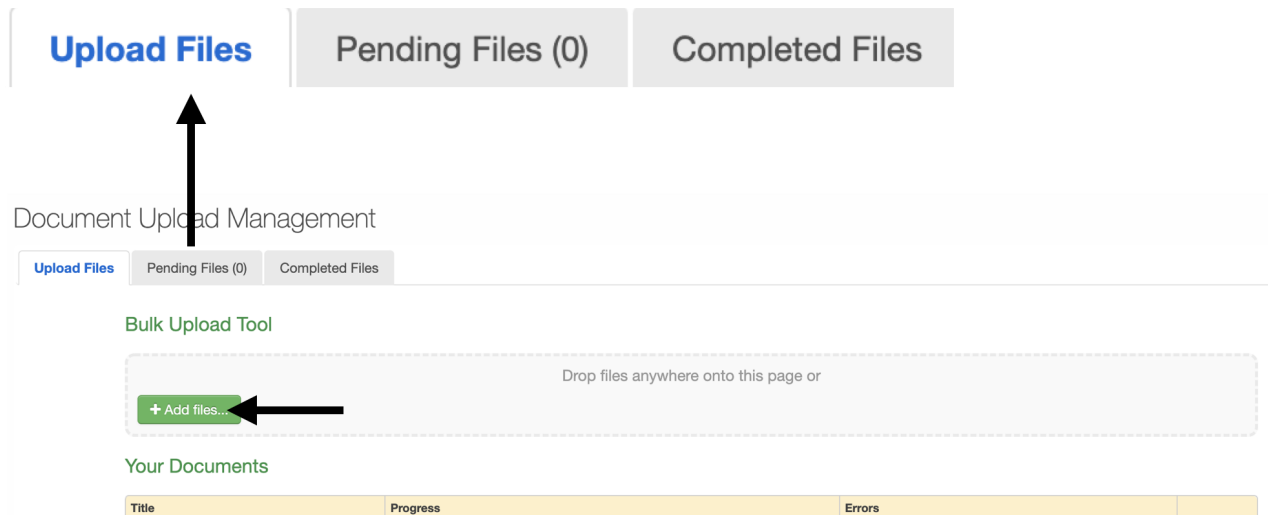 Upload Files Pending Files (0) Completed Files
Document Upload Management
Upload Files Pending Files (0) Completed Files
Bulk Upload Tool
Drop files anywhere onto this page or
+ Add files...
Your Documents
Title Progress Errors